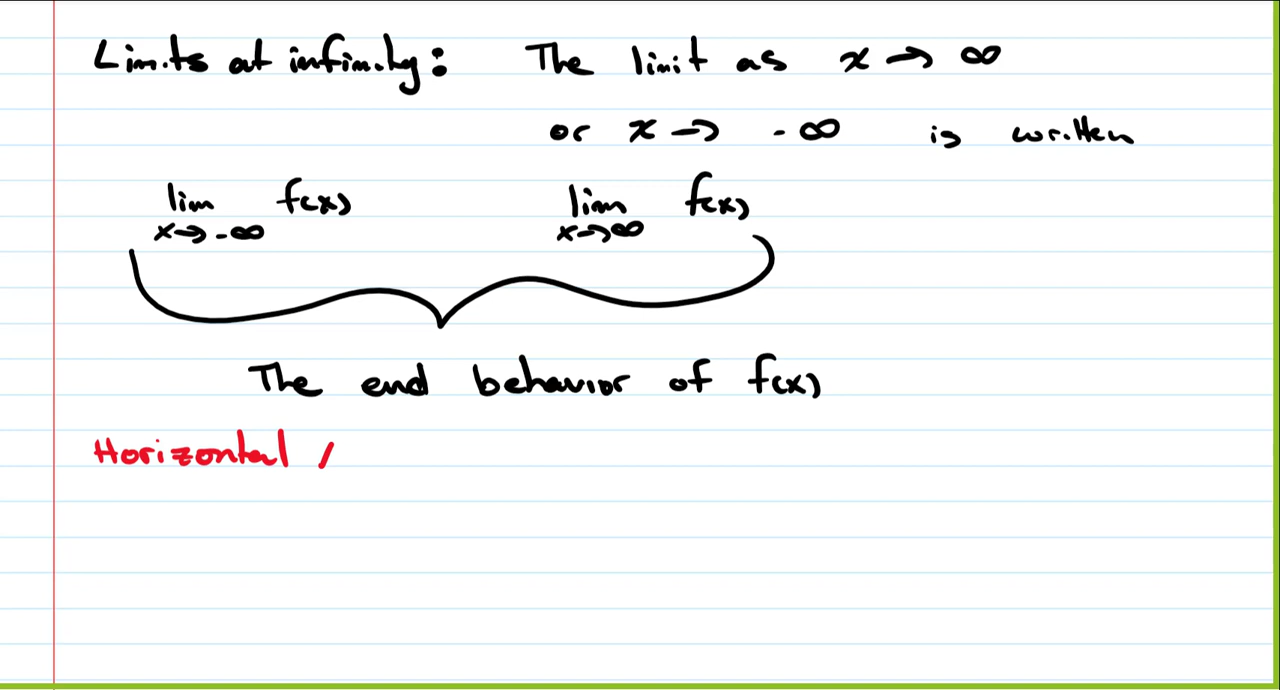 Limits at infinity: The limit as x → ∞
or x → -∞ is written
lim x→-∞ f(x) lim x→∞ f(x)
The end behavior of f(x)
Horizontal /